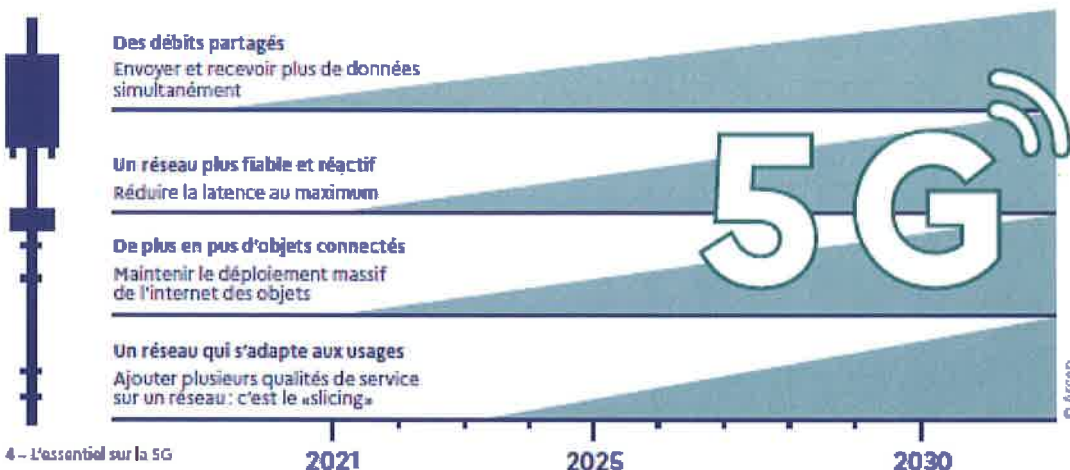 Des débits partagés
Envoyer et recevoir plus de données
simultanément
Un réseau plus fiable et réactif
Réduire la latence au maximum
De plus en pus d'objets connectés
Maintenir le déploiement massif
de l'internet des objets
Un réseau qui s'adapte aux usages
Ajouter plusieurs qualités de service
sur un réseau : c'est le «slicing»
5G
© Arcep
2021
2025
2030
4 – L'essentiel sur la 5G